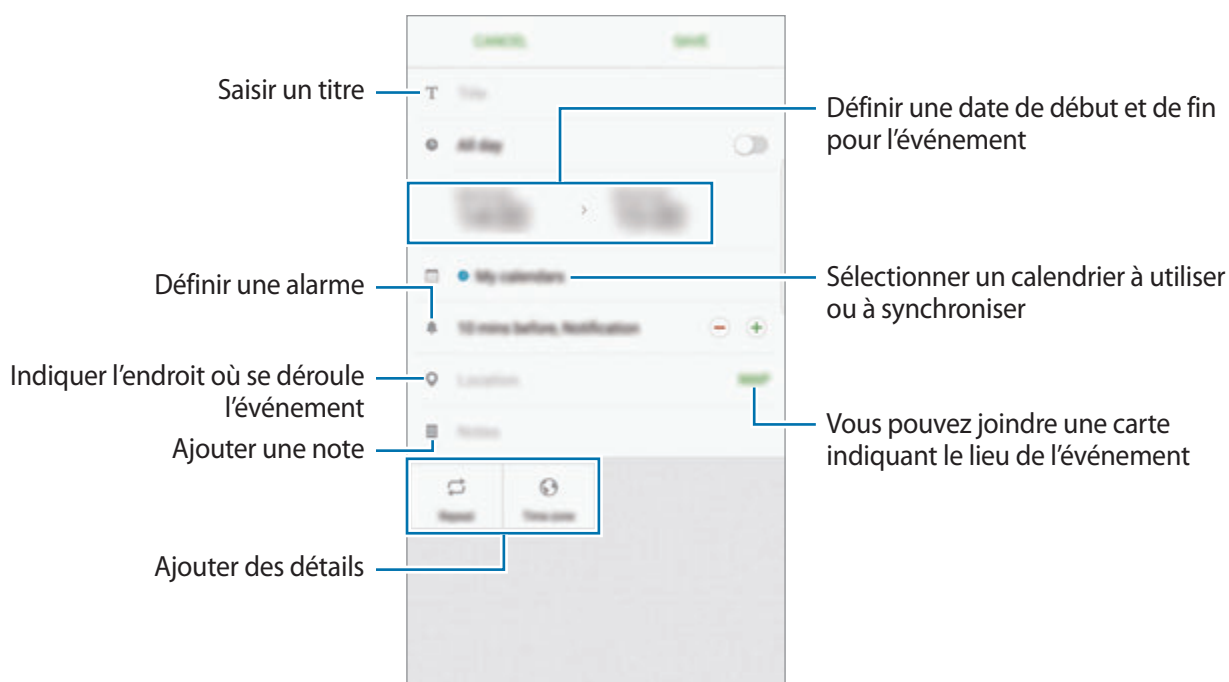 CANCEL
SAVE
Saisir un titre
Title
Définir une date de début et de fin
pour l'événement
All day
Définir une alarme
My calendars
Sélectionner un calendrier à utiliser
ou à synchroniser
10 mins before, Notification
Indiquer l'endroit où se déroule
l'événement
Location
MAP
Ajouter une note
Notes
Vous pouvez joindre une carte
indiquant le lieu de l'événement
Repeat
Time zone
Ajouter des détails